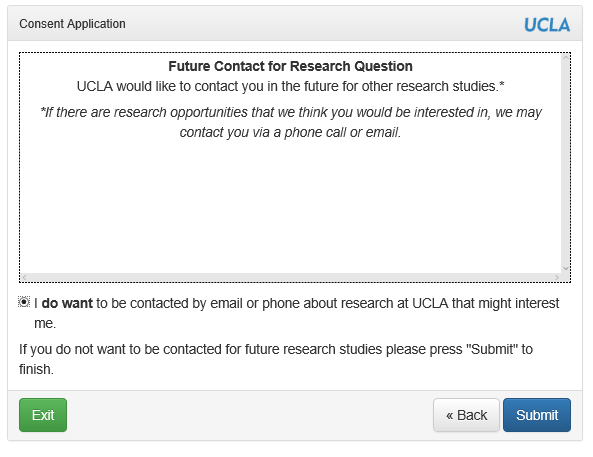 Consent Application
UCLA
Future Contact for Research Question
UCLA would like to contact you in the future for other research studies.*
*If there are research opportunities that we think you would be interested in, we may
contact you via a phone call or email.
I do want to be contacted by email or phone about research at UCLA that might interest
me.
If you do not want to be contacted for future research studies please press "Submit" to
finish.
Exit
« Back
Submit